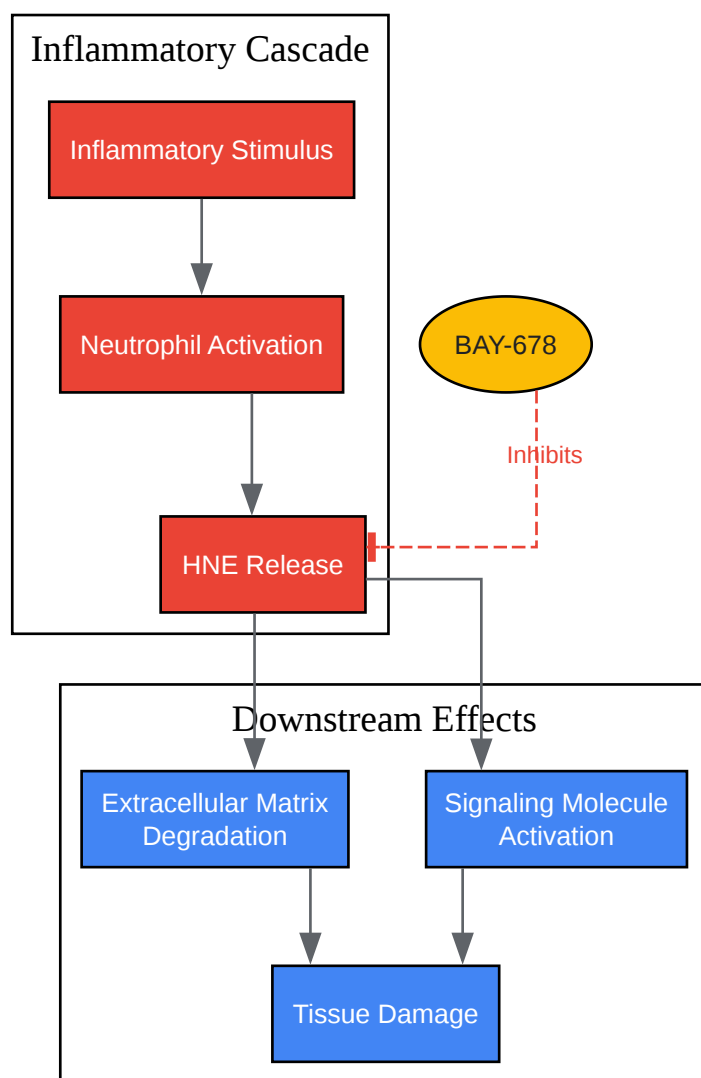 Inflammatory Cascade
Inflammatory Stimulus
Neutrophil Activation
BAY-678
Inhibits
HNE Release
Downstream Effects
Extracellular Matrix
Degradation
Signaling Molecule
Activation
Tissue Damage